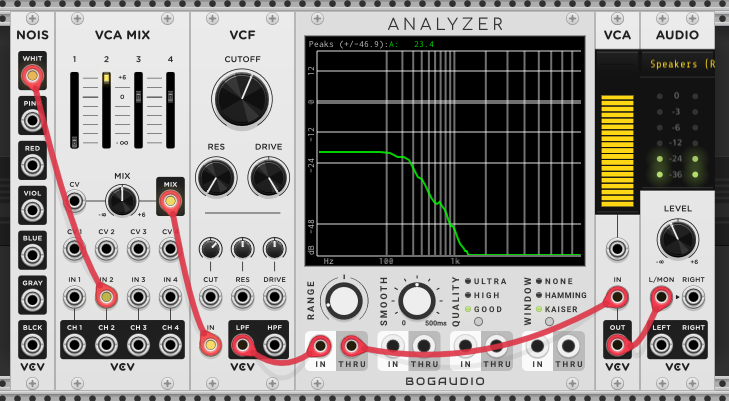 NOIS
WHIT
PINK
RED
VIOL
BLUE
GRAY
BLCK
VCV
VCA MIX
1 2 3 4
+6
0
-∞
CV
MIX
-∞ +6
MIX
CV 1 CV 2 CV 3 CV 4
IN 1 IN 2 IN 3 IN 4
CH 1 CH 2 CH 3 CH 4
VCV
VCF
CUTOFF
RES DRIVE
CUT RES DRIVE
IN LPF HPF
VCV
ANALYZER
Peaks (+/-46.9):A: 23.4
12
0
-12
-24
-48
dB
Hz 100 1k
RANGE
SMOOTH
0 500ms
QUALITY
ULTRA
HIGH
GOOD
WINDOW
NONE
HAMMING
KAISER
IN THRU IN THRU IN THRU IN THRU
BOGAUDIO
VCA
IN
OUT
VCV
AUDIO
Speakers (R
0
-3
-6
-12
-24
-36
LEVEL
-∞ +6
L/MON RIGHT
LEFT RIGHT
VCV